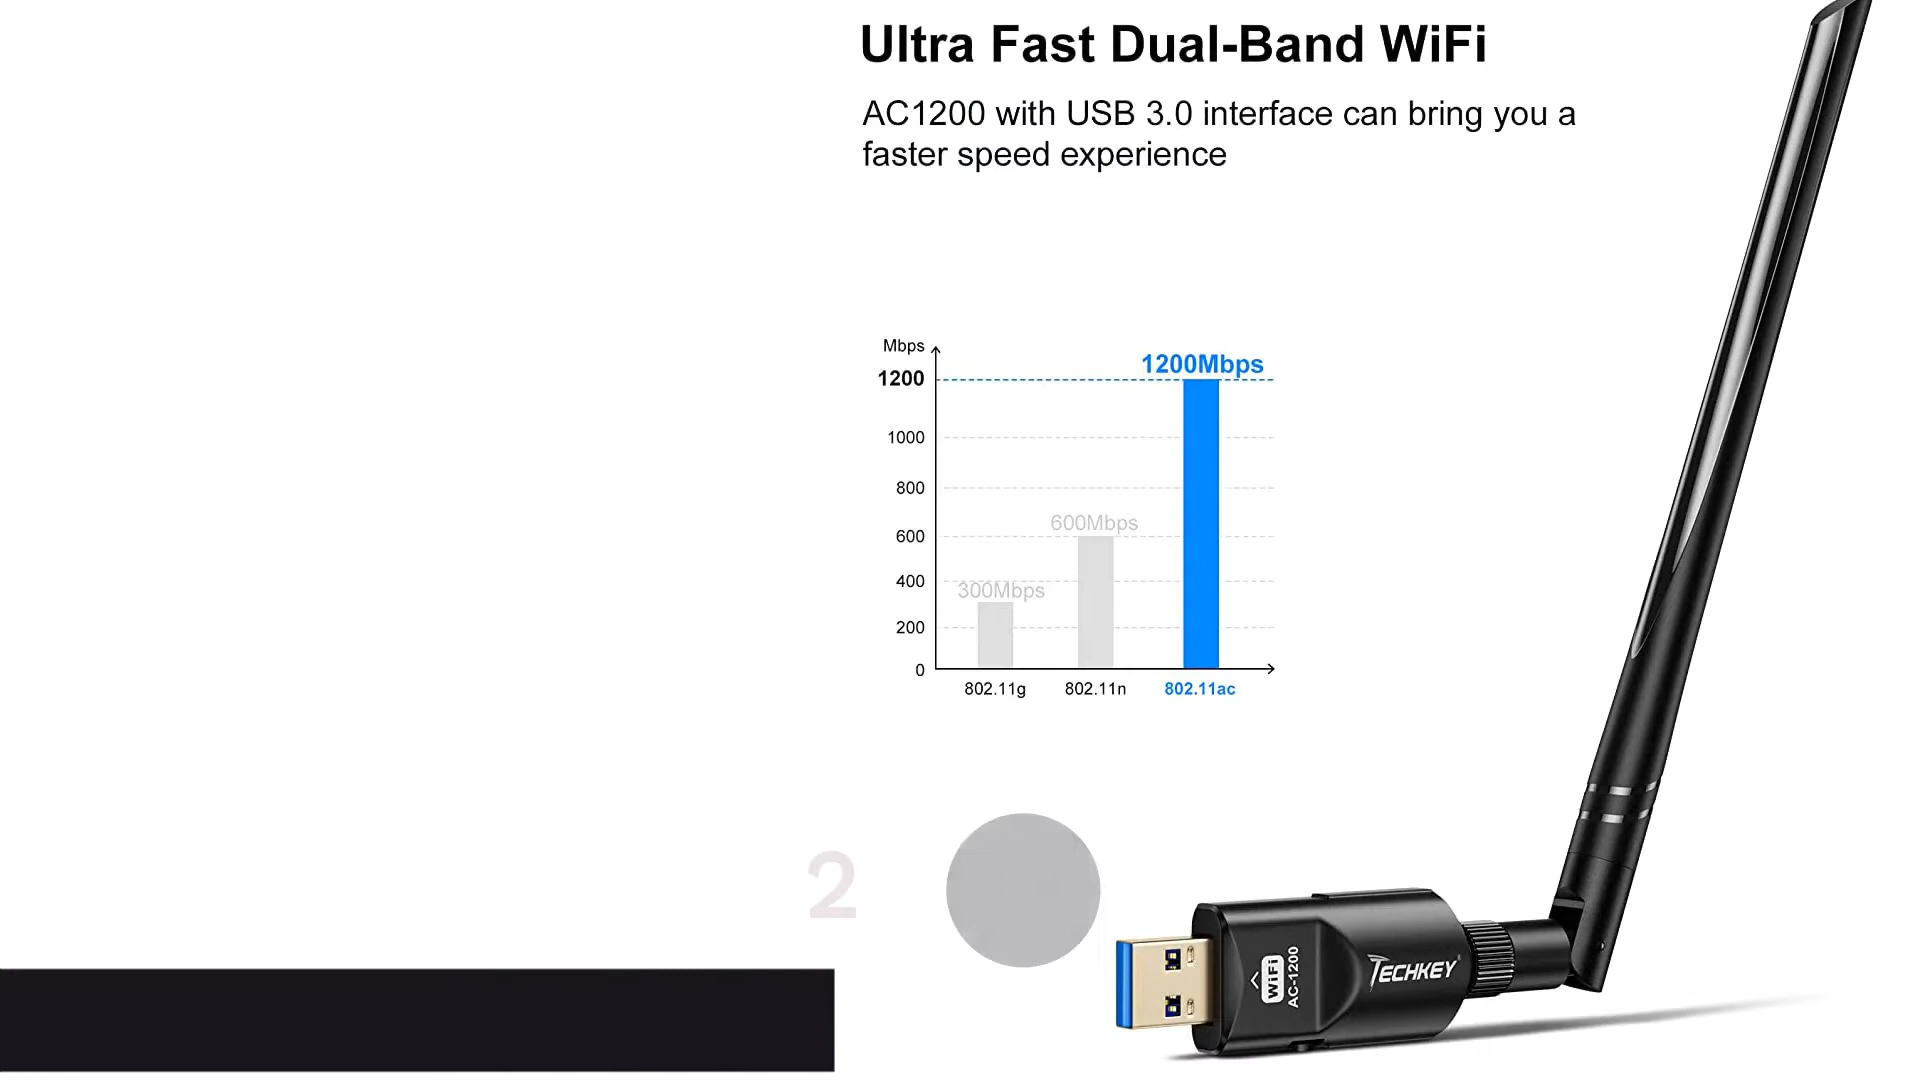 Ultra Fast Dual-Band WiFi
AC1200 with USB 3.0 interface can bring you a
faster speed experience
Mbps
1200
1000
800
600
400
200
0
1200Mbps
600Mbps
300Mbps
802.11g
802.11n
802.11ac
2
WiFi
AC-1200
TECHKEY®